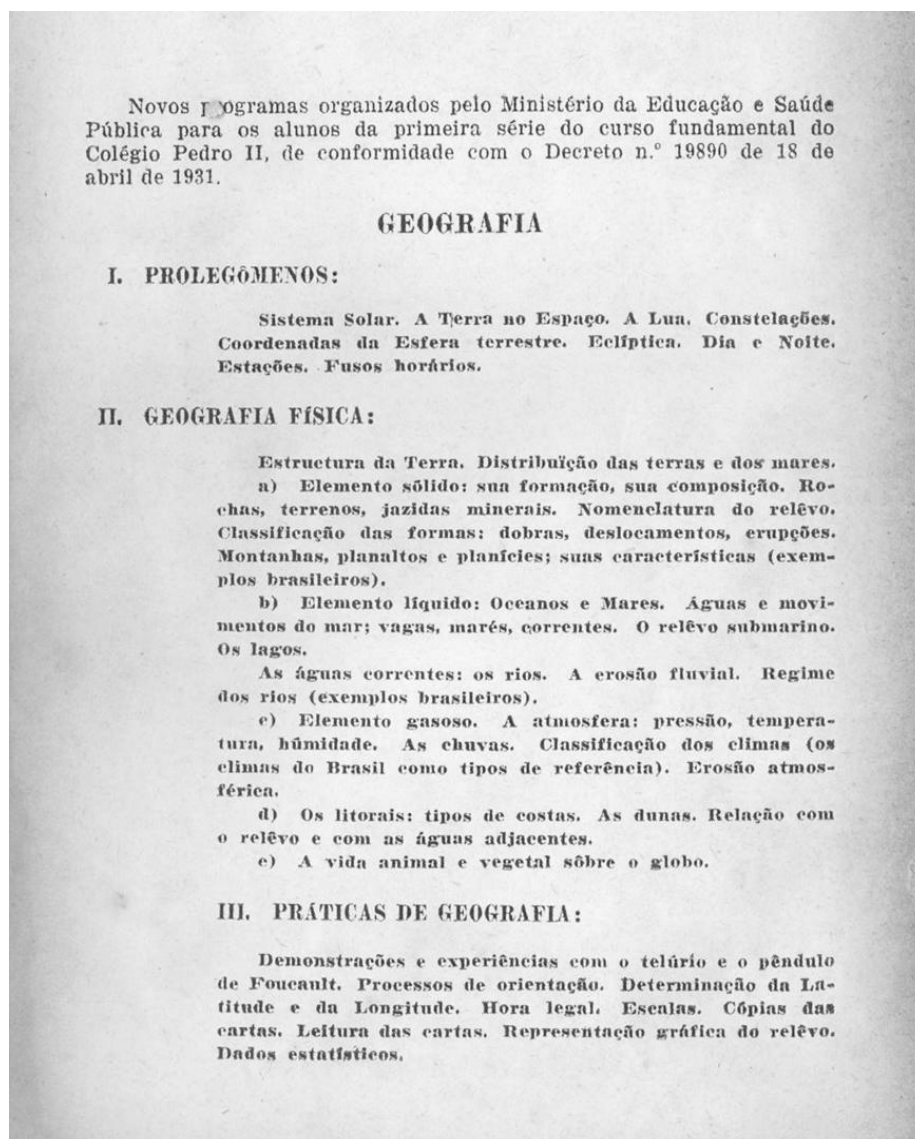 Novos programas organizados pelo Ministério da Educação e Saúde
Pública para os alunos da primeira série do curso fundamental do
Colégio Pedro II, de conformidade com o Decreto n.º 19890 de 18 de
abril de 1931.
GEOGRAFIA
I. PROLEGÔMENOS:
Sistema Solar. A Terra no Espaço. A Lua. Constelações.
Coordenadas da Esfera terrestre. Eclíptica. Dia e Noite.
Estações. Fusos horários.
II. GEOGRAFIA FÍSICA:
Estructura da Terra. Distribuïção das terras e dos mares.
a) Elemento sólido: sua formação, sua composição. Ro-
chas, terrenos, jazidas minerais. Nomenclatura do relêvo.
Classificação das formas: dobras, deslocamentos, erupções.
Montanhas, planaltos e planícies; suas características (exem-
plos brasileiros).
b) Elemento líquido: Oceanos e Mares. Águas e movi-
mentos do mar; vagas, marés, correntes. O relêvo submarino.
Os lagos.
As águas correntes: os rios. A erosão fluvial. Regime
dos rios (exemplos brasileiros).
c) Elemento gasoso. A atmosfera: pressão, tempera-
tura, húmidade. As chuvas. Classificação dos climas (os
climas do Brasil como tipos de referência). Erosão atmos-
férica.
d) Os litorais: tipos de costas. As dunas. Relação com
o relêvo e com as águas adjacentes.
e) A vida animal e vegetal sôbre o globo.
III. PRÁTICAS DE GEOGRAFIA:
Demonstrações e experiências com o telúrio e o pêndulo
de Foucault. Processos de orientação. Determinação da La-
titude e da Longitude. Hora legal. Escalas. Cópias das
cartas. Leitura das cartas. Representação gráfica do relêvo.
Dados estatísticos.